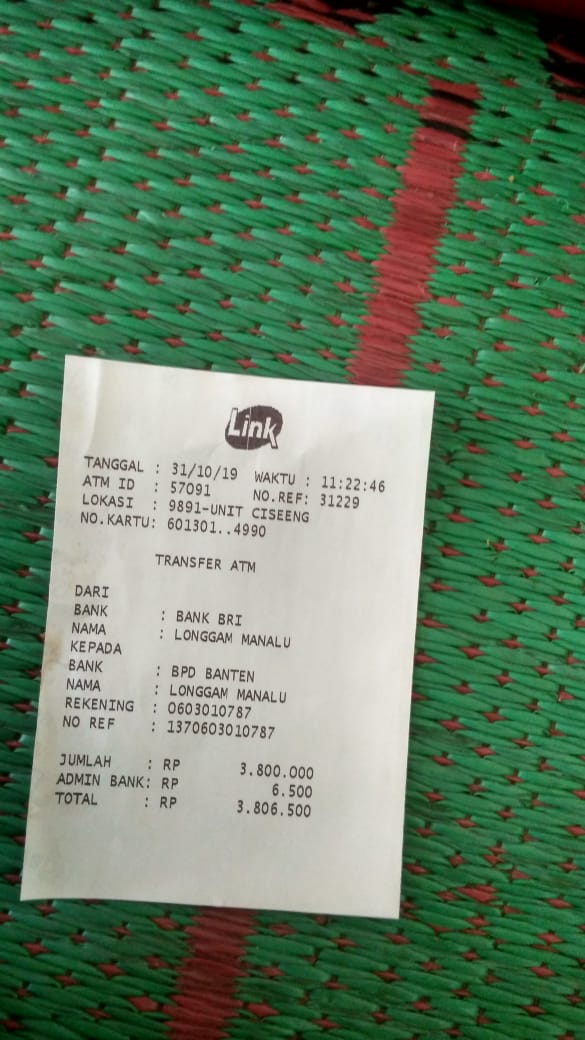 Link
TANGGAL : 31/10/19 WAKTU : 11:22:46
ATM ID : 57091 NO.REF: 31229
LOKASI : 9891-UNIT CISEENG
NO.KARTU: 601301..4990
TRANSFER ATM
DARI
BANK : BANK BRI
NAMA : LONGGAM MANALU
KEPADA
BANK : BPD BANTEN
NAMA : LONGGAM MANALU
REKENING : 0603010787
NO REF : 1370603010787
JUMLAH : RP 3.800.000
ADMIN BANK: RP 6.500
TOTAL : RP 3.806.500